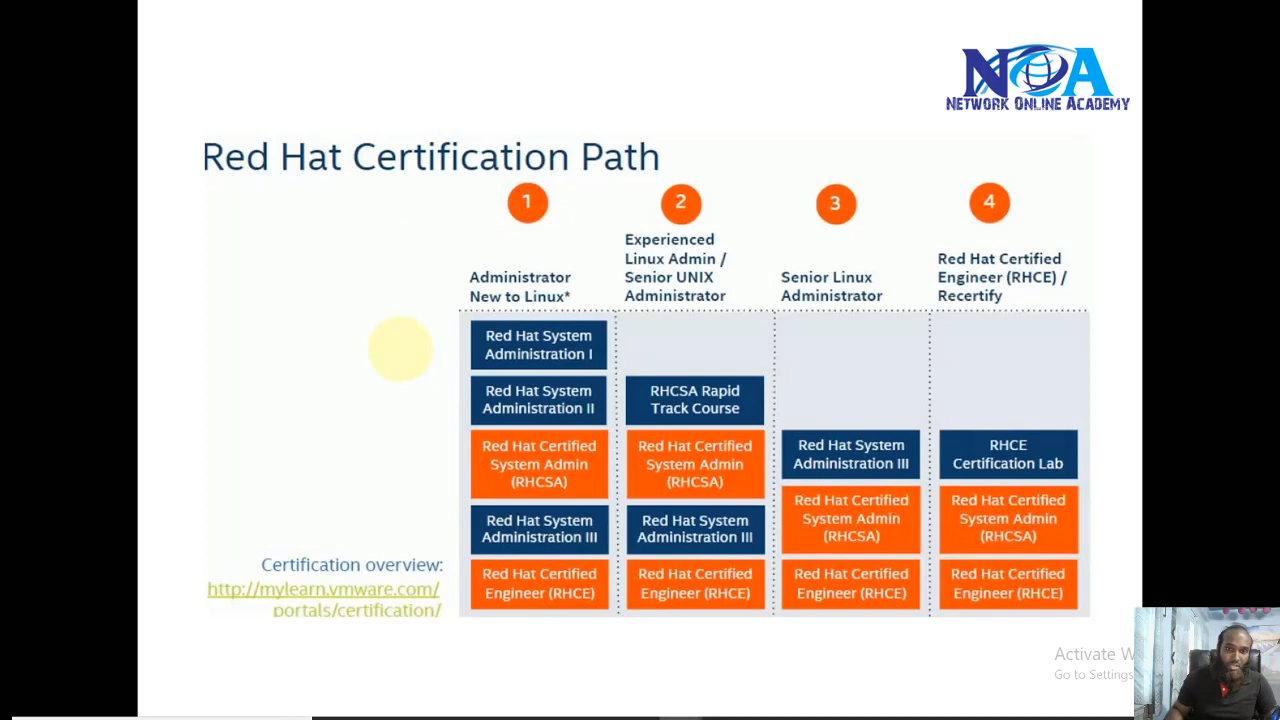 NOA
NETWORK ONLINE ACADEMY
Red Hat Certification Path
1
2
3
4
Administrator
New to Linux*
Experienced
Linux Admin /
Senior UNIX
Administrator
Senior Linux
Administrator
Red Hat Certified
Engineer (RHCE) /
Recertify
Red Hat System
Administration I
Red Hat System
Administration II
Red Hat Certified
System Admin
(RHCSA)
Red Hat System
Administration III
Red Hat Certified
Engineer (RHCE)
RHCSA Rapid
Track Course
Red Hat Certified
System Admin
(RHCSA)
Red Hat System
Administration III
Red Hat Certified
Engineer (RHCE)
Red Hat System
Administration III
Red Hat Certified
System Admin
(RHCSA)
Red Hat Certified
Engineer (RHCE)
RHCE
Certification Lab
Red Hat Certified
System Admin
(RHCSA)
Red Hat Certified
Engineer (RHCE)
Certification overview:
http://mylearn.vmware.com/
portals/certification/
Activate W
Go to Settings